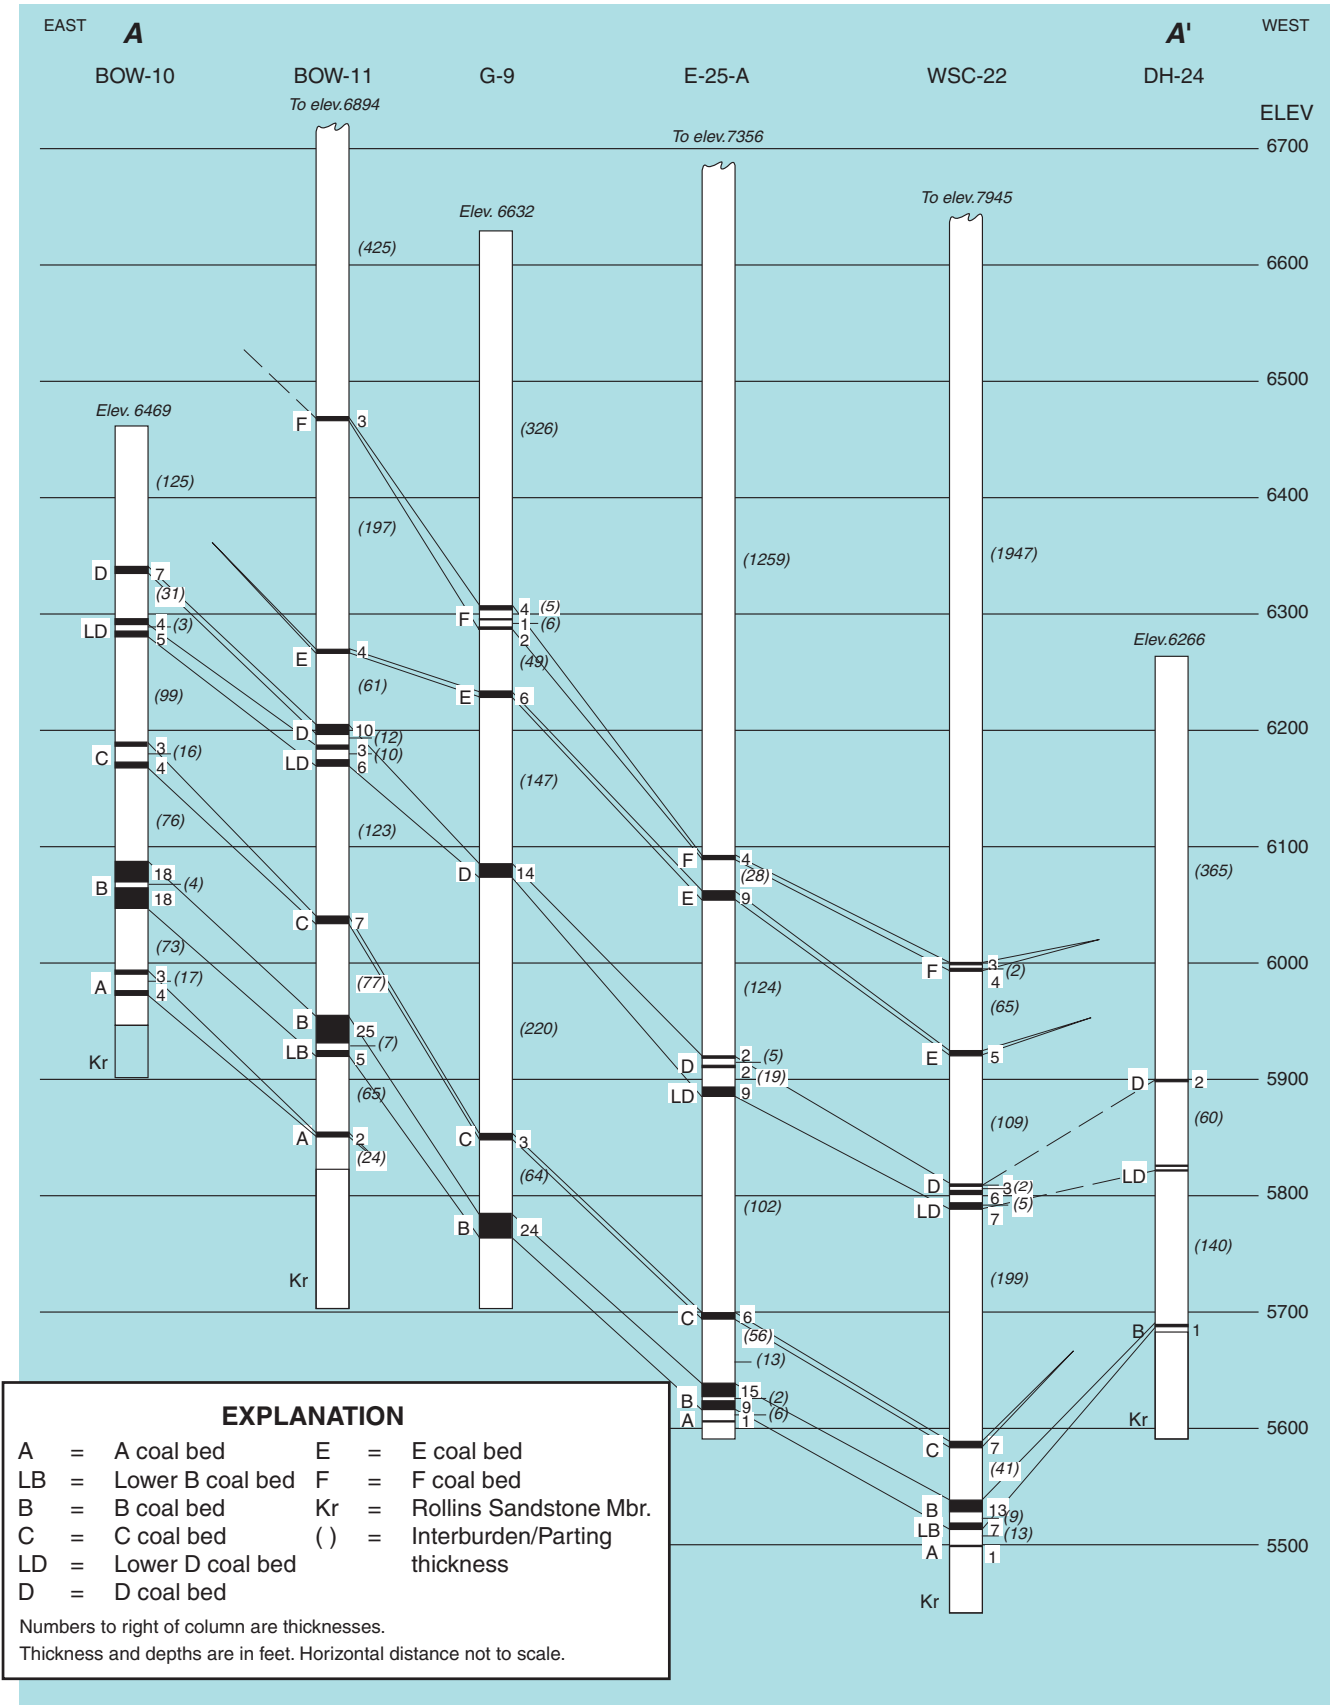 EAST A A' WEST
BOW-10 BOW-11 G-9 E-25-A WSC-22 DH-24
To elev.6894
ELEV
To elev.7356
6700
To elev.7945
Elev. 6632
(425)
6600
6500
Elev. 6469
F 3
(326)
(125)
6400
(197)
(1259)
(1947)
D 7
(31)
4 (5)
6300
F 1 (6)
2
4 (3)
LD 5
Elev.6266
E 4
(49)
(61)
E 6
(99)
6200
D 10
(12)
3 (10)
LD 6
3 (16)
C 4
(147)
(76)
(123)
6100
F 4
(28)
D 14
(365)
18
B (4)
18
E 9
C 7
(73)
3 (17)
A 4
(77)
(124)
6000
3
F (2)
4
(65)
B 25
(7)
LB 5
(220)
E 5
Kr
2 (5)
D 2 (19)
LD 9
5900
D 2
(65)
(109)
(60)
A 2
(24)
C 3
(64)
LD
D 3 (2)
6 (5)
LD 7
5800
(102)
B 24
(140)
Kr
(199)
5700
C 6
(56)
B 1
(13)
15 (2)
B 9
A 1 (6)
Kr
5600
C 7
(41)
B 13
(9)
LB 7 (13)
A 1
5500
Kr
EXPLANATION
A = A coal bed E = E coal bed
LB = Lower B coal bed F = F coal bed
B = B coal bed Kr = Rollins Sandstone Mbr.
C = C coal bed ( ) = Interburden/Parting
LD = Lower D coal bed thickness
D = D coal bed
Numbers to right of column are thicknesses.
Thickness and depths are in feet. Horizontal distance not to scale.